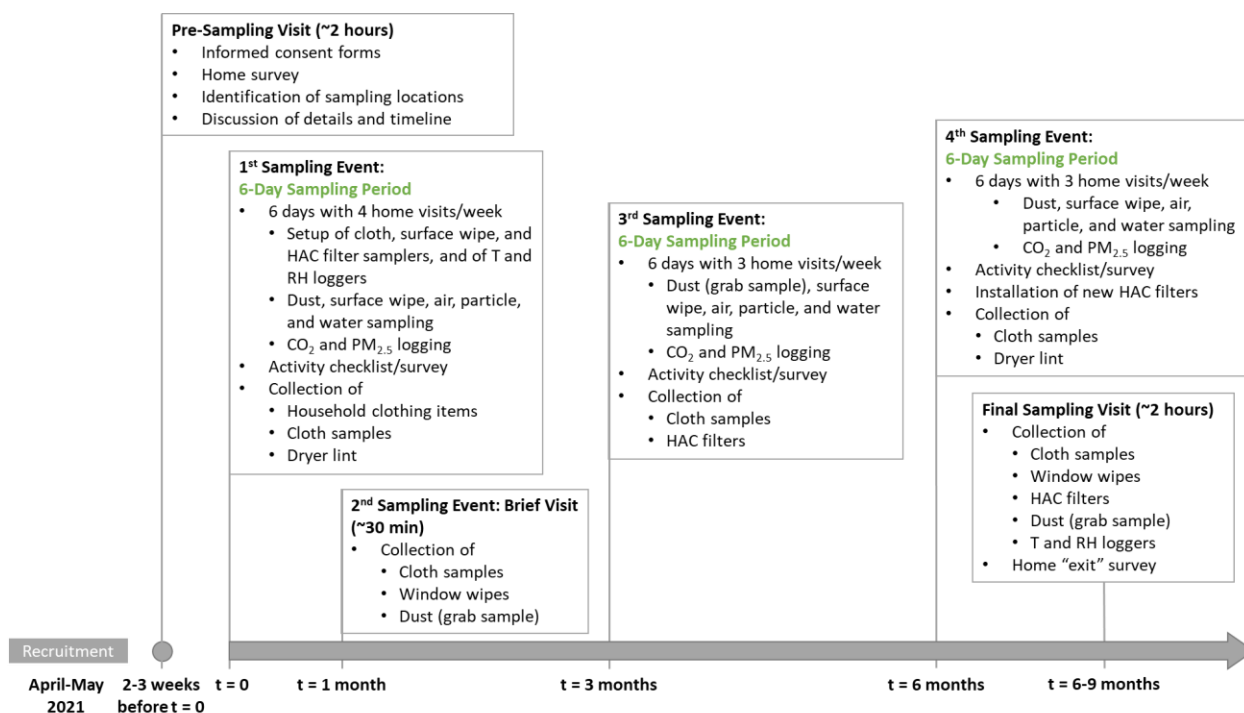 Pre-Sampling Visit (~2 hours)
• Informed consent forms
• Home survey
• Identification of sampling locations
• Discussion of details and timeline
1st Sampling Event:
6-Day Sampling Period
• 6 days with 4 home visits/week
• Setup of cloth, surface wipe, and
HAC filter samplers, and of T and
RH loggers
• Dust, surface wipe, air, particle,
and water sampling
• CO2 and PM2.5 logging
• Activity checklist/survey
• Collection of
• Household clothing items
• Cloth samples
• Dryer lint
2nd Sampling Event: Brief Visit
(~30 min)
• Collection of
• Cloth samples
• Window wipes
• Dust (grab sample)
3rd Sampling Event:
6-Day Sampling Period
• 6 days with 3 home visits/week
• Dust (grab sample), surface
wipe, air, particle, and water
sampling
• CO2 and PM2.5 logging
• Activity checklist/survey
• Collection of
• Cloth samples
• HAC filters
4th Sampling Event:
6-Day Sampling Period
• 6 days with 3 home visits/week
• Dust, surface wipe, air,
particle, and water sampling
• CO2 and PM2.5 logging
• Activity checklist/survey
• Installation of new HAC filters
• Collection of
• Cloth samples
• Dryer lint
Final Sampling Visit (~2 hours)
• Collection of
• Cloth samples
• Window wipes
• HAC filters
• Dust (grab sample)
• T and RH loggers
• Home “exit” survey
Recruitment
April-May
2021
2-3 weeks
before t = 0
t = 0
t = 1 month
t = 3 months
t = 6 months
t = 6-9 months